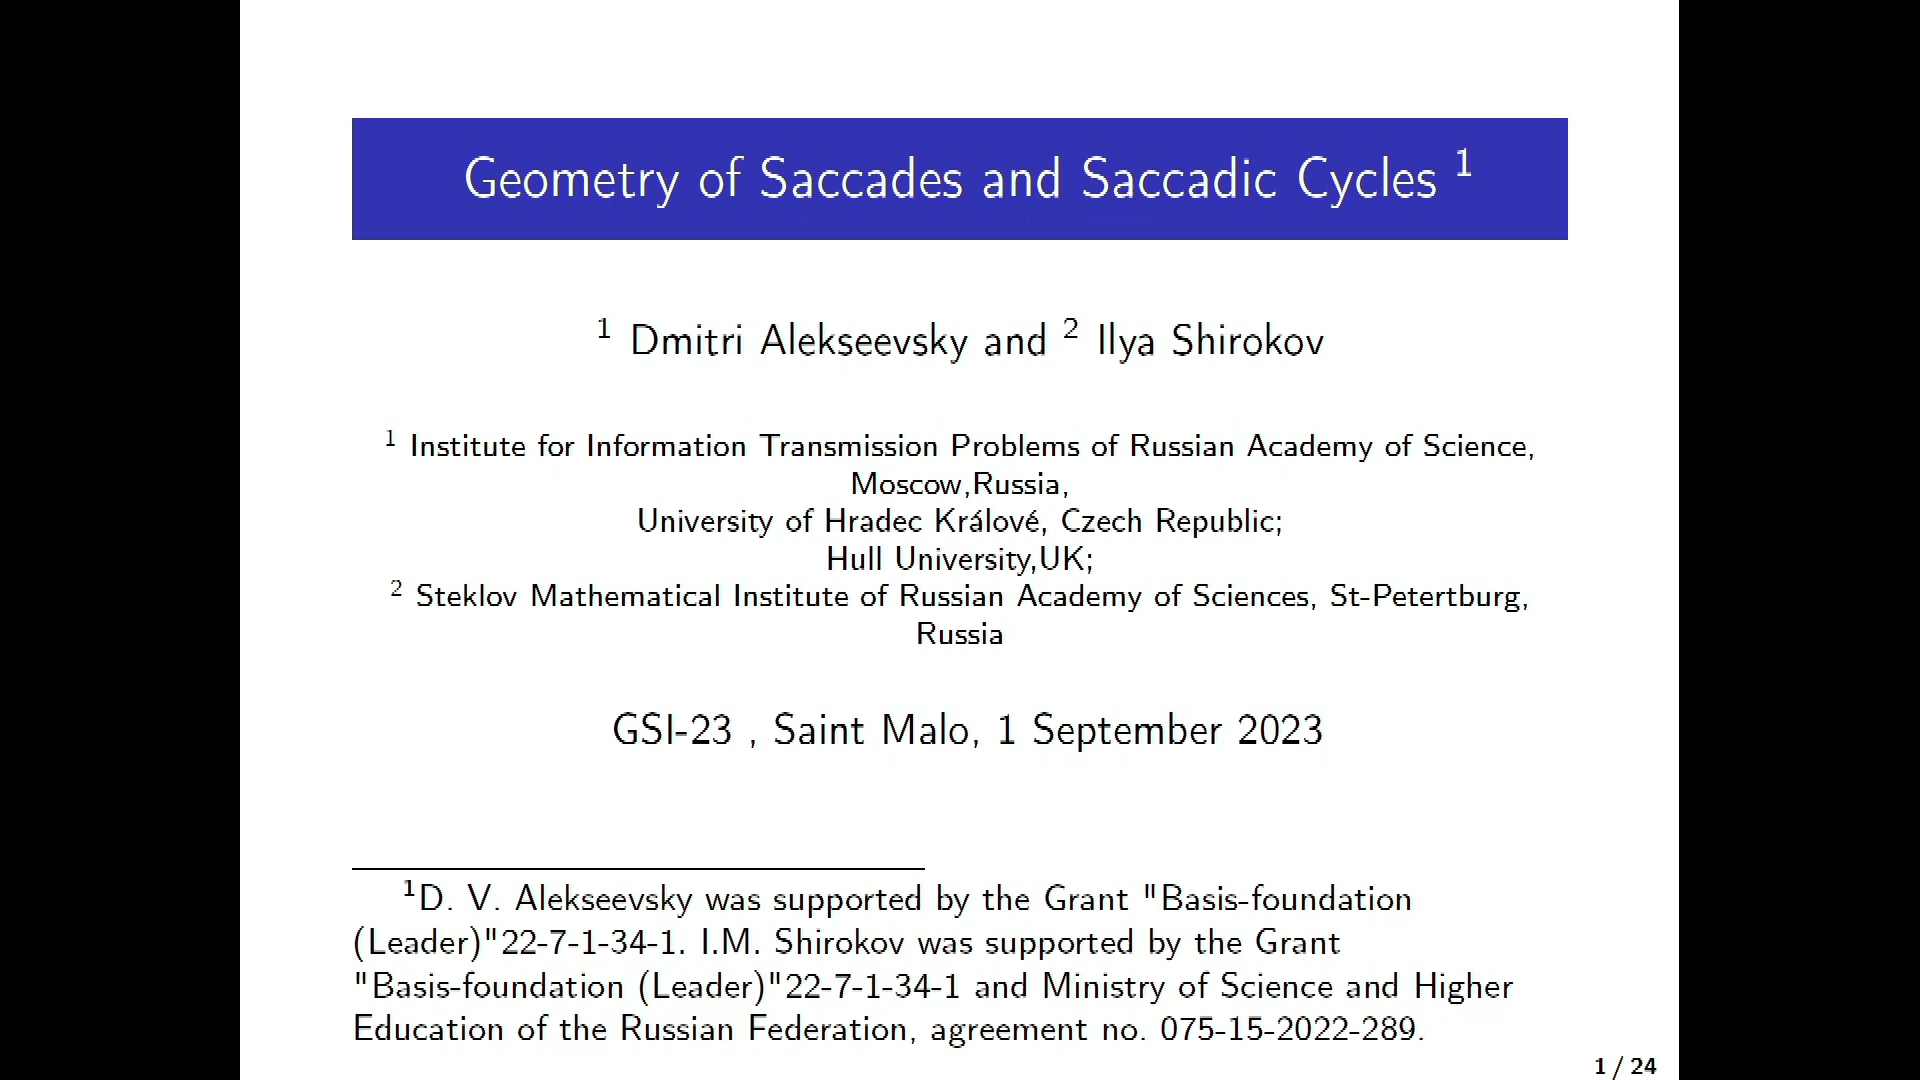 Geometry of Saccades and Saccadic Cycles ¹
¹ Dmitri Alekseevsky and ² Ilya Shirokov
¹ Institute for Information Transmission Problems of Russian Academy of Science,
Moscow,Russia,
University of Hradec Králové, Czech Republic;
Hull University,UK;
² Steklov Mathematical Institute of Russian Academy of Sciences, St-Petertburg,
Russia
GSI-23 , Saint Malo, 1 September 2023
¹D. V. Alekseevsky was supported by the Grant "Basis-foundation
(Leader)"22-7-1-34-1. I.M. Shirokov was supported by the Grant
"Basis-foundation (Leader)"22-7-1-34-1 and Ministry of Science and Higher
Education of the Russian Federation, agreement no. 075-15-2022-289.
1 / 24